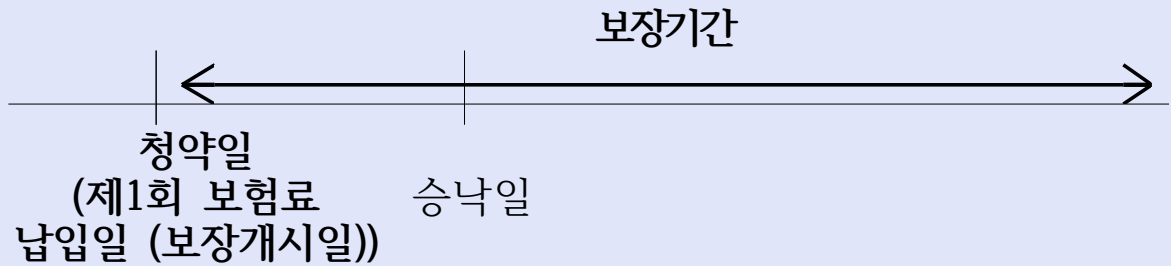 보장기간
청약일
(제1회 보험료
납입일 (보장개시일))
승낙일